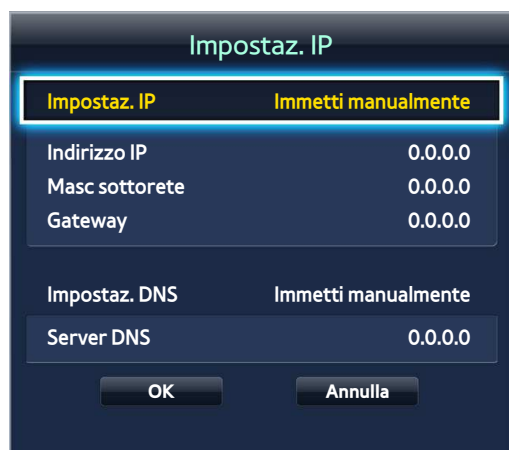 Impostaz. IP
Impostaz. IP Immetti manualmente
Indirizzo IP 0.0.0.0
Masc sottorete 0.0.0.0
Gateway 0.0.0.0
Impostaz. DNS Immetti manualmente
Server DNS 0.0.0.0
OK Annulla